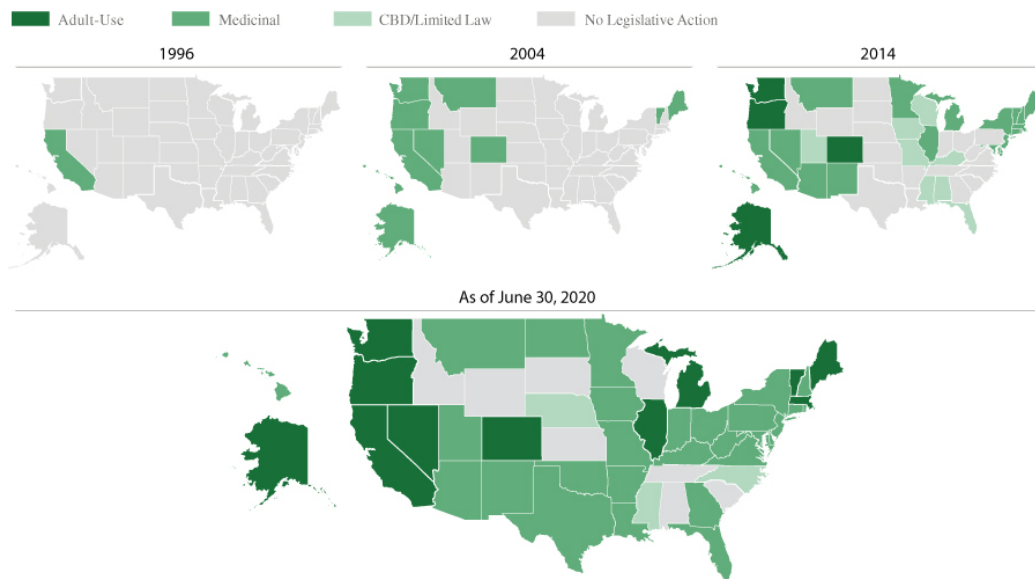 Adult-Use Medicinal CBD/Limited Law No Legislative Action
1996 2004 2014
As of June 30, 2020